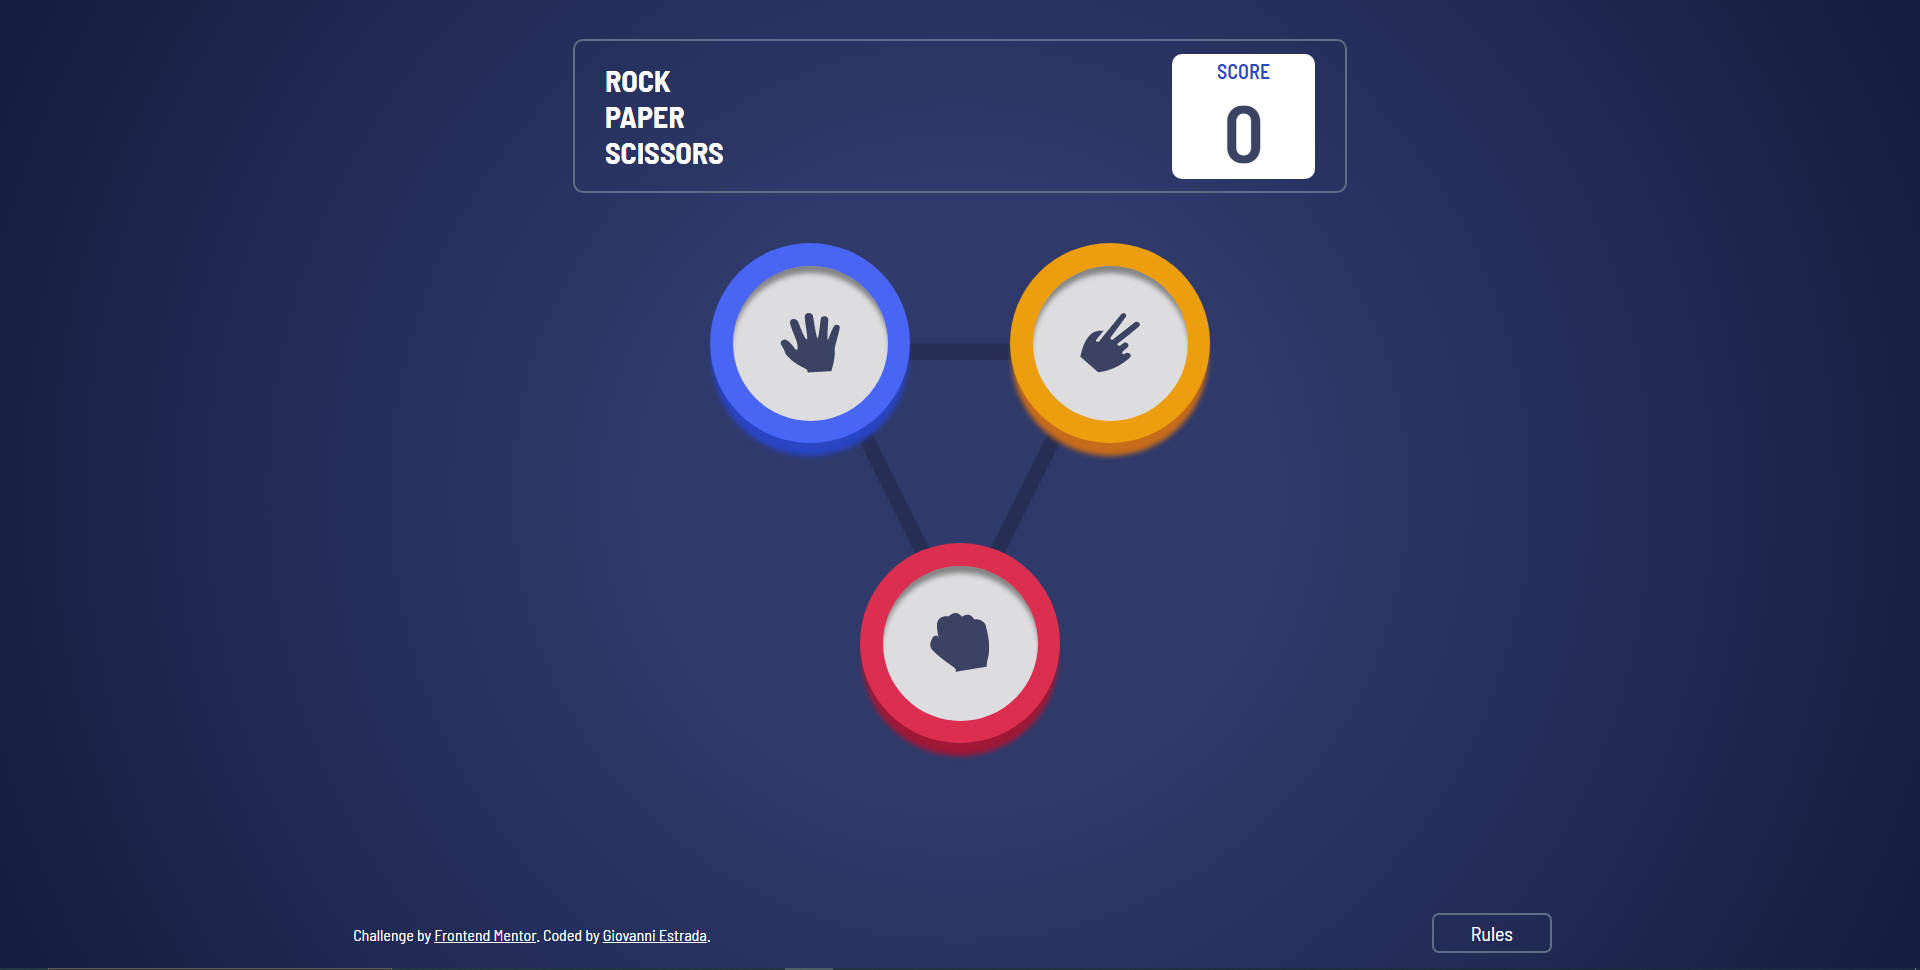 ROCK
PAPER
SCISSORS
SCORE
0
Challenge by Frontend Mentor. Coded by Giovanni Estrada.
Rules